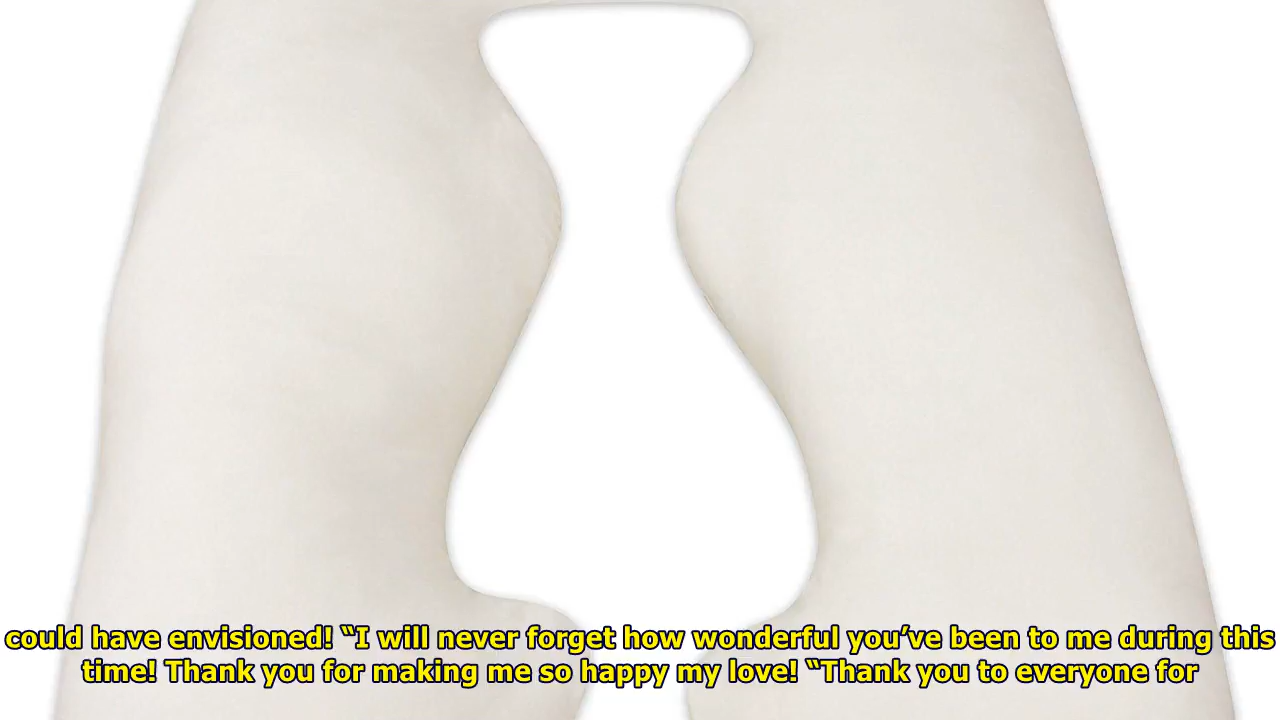 could have envisioned! “I will never forget how wonderful you’ve been to me during this
time! Thank you for making me so happy my love! “Thank you to everyone for